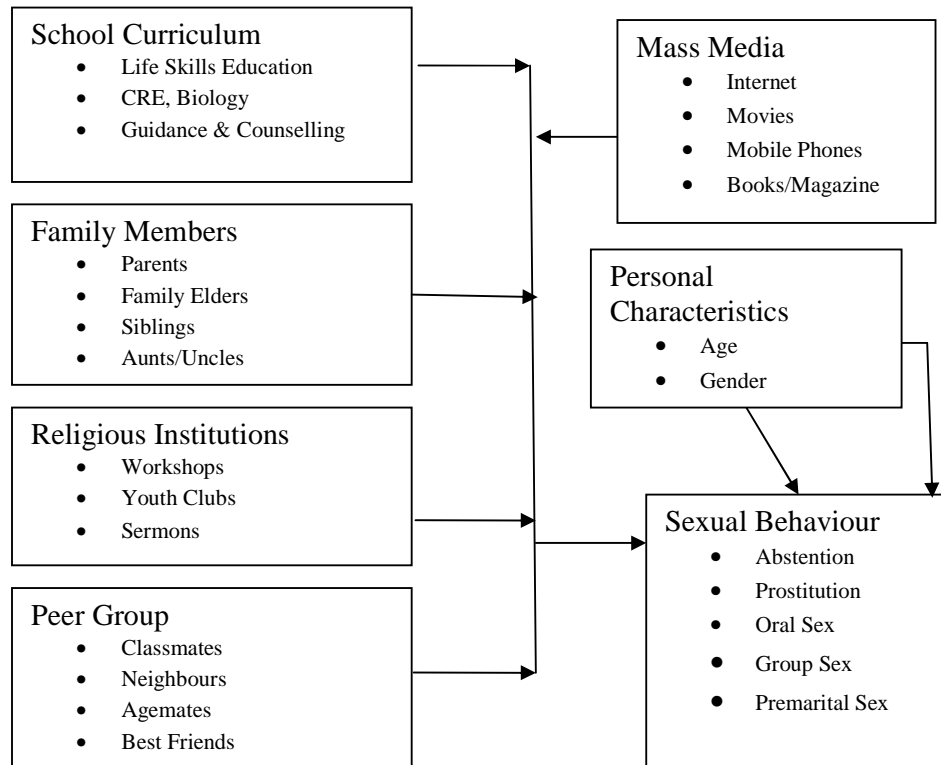 School Curriculum
• Life Skills Education
• CRE, Biology
• Guidance & Counselling
Family Members
• Parents
• Family Elders
• Siblings
• Aunts/Uncles
Religious Institutions
• Workshops
• Youth Clubs
• Sermons
Peer Group
• Classmates
• Neighbours
• Agemates
• Best Friends
Mass Media
• Internet
• Movies
• Mobile Phones
• Books/Magazine
Personal
Characteristics
• Age
• Gender
Sexual Behaviour
• Abstention
• Prostitution
• Oral Sex
• Group Sex
• Premarital Sex